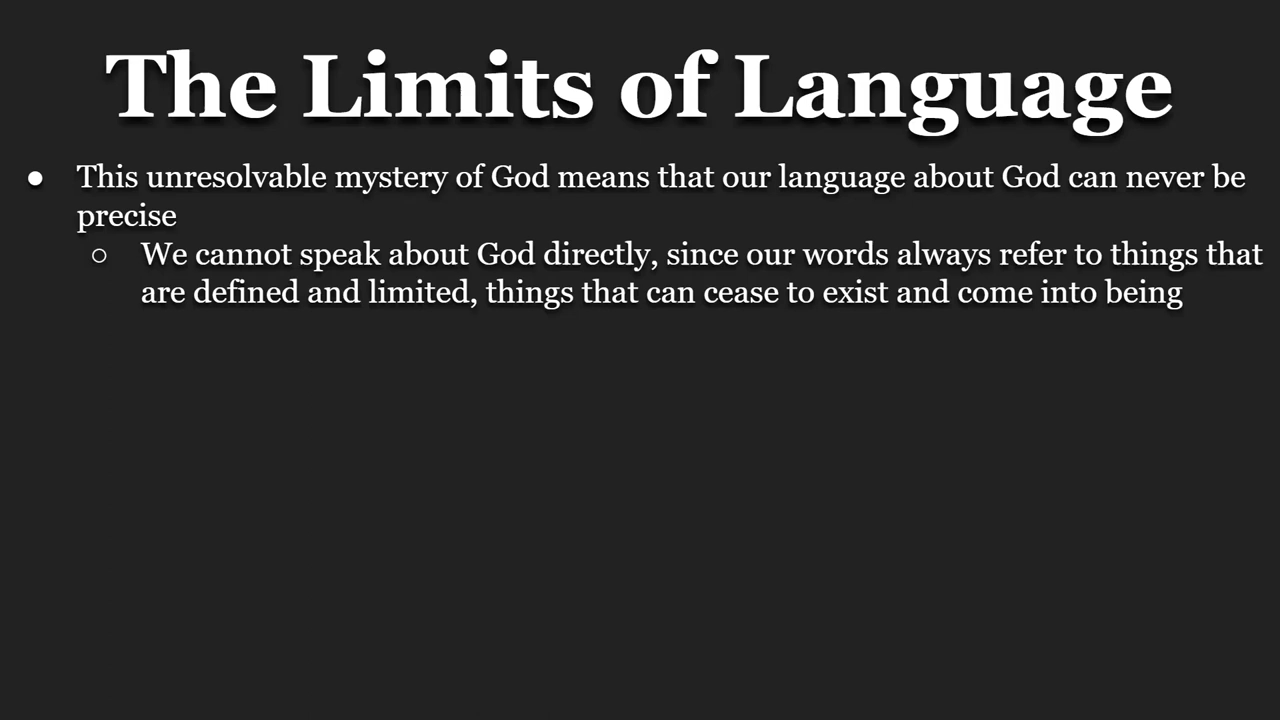 The Limits of Language
● This unresolvable mystery of God means that our language about God can never be
precise
○ We cannot speak about God directly, since our words always refer to things that
are defined and limited, things that can cease to exist and come into being